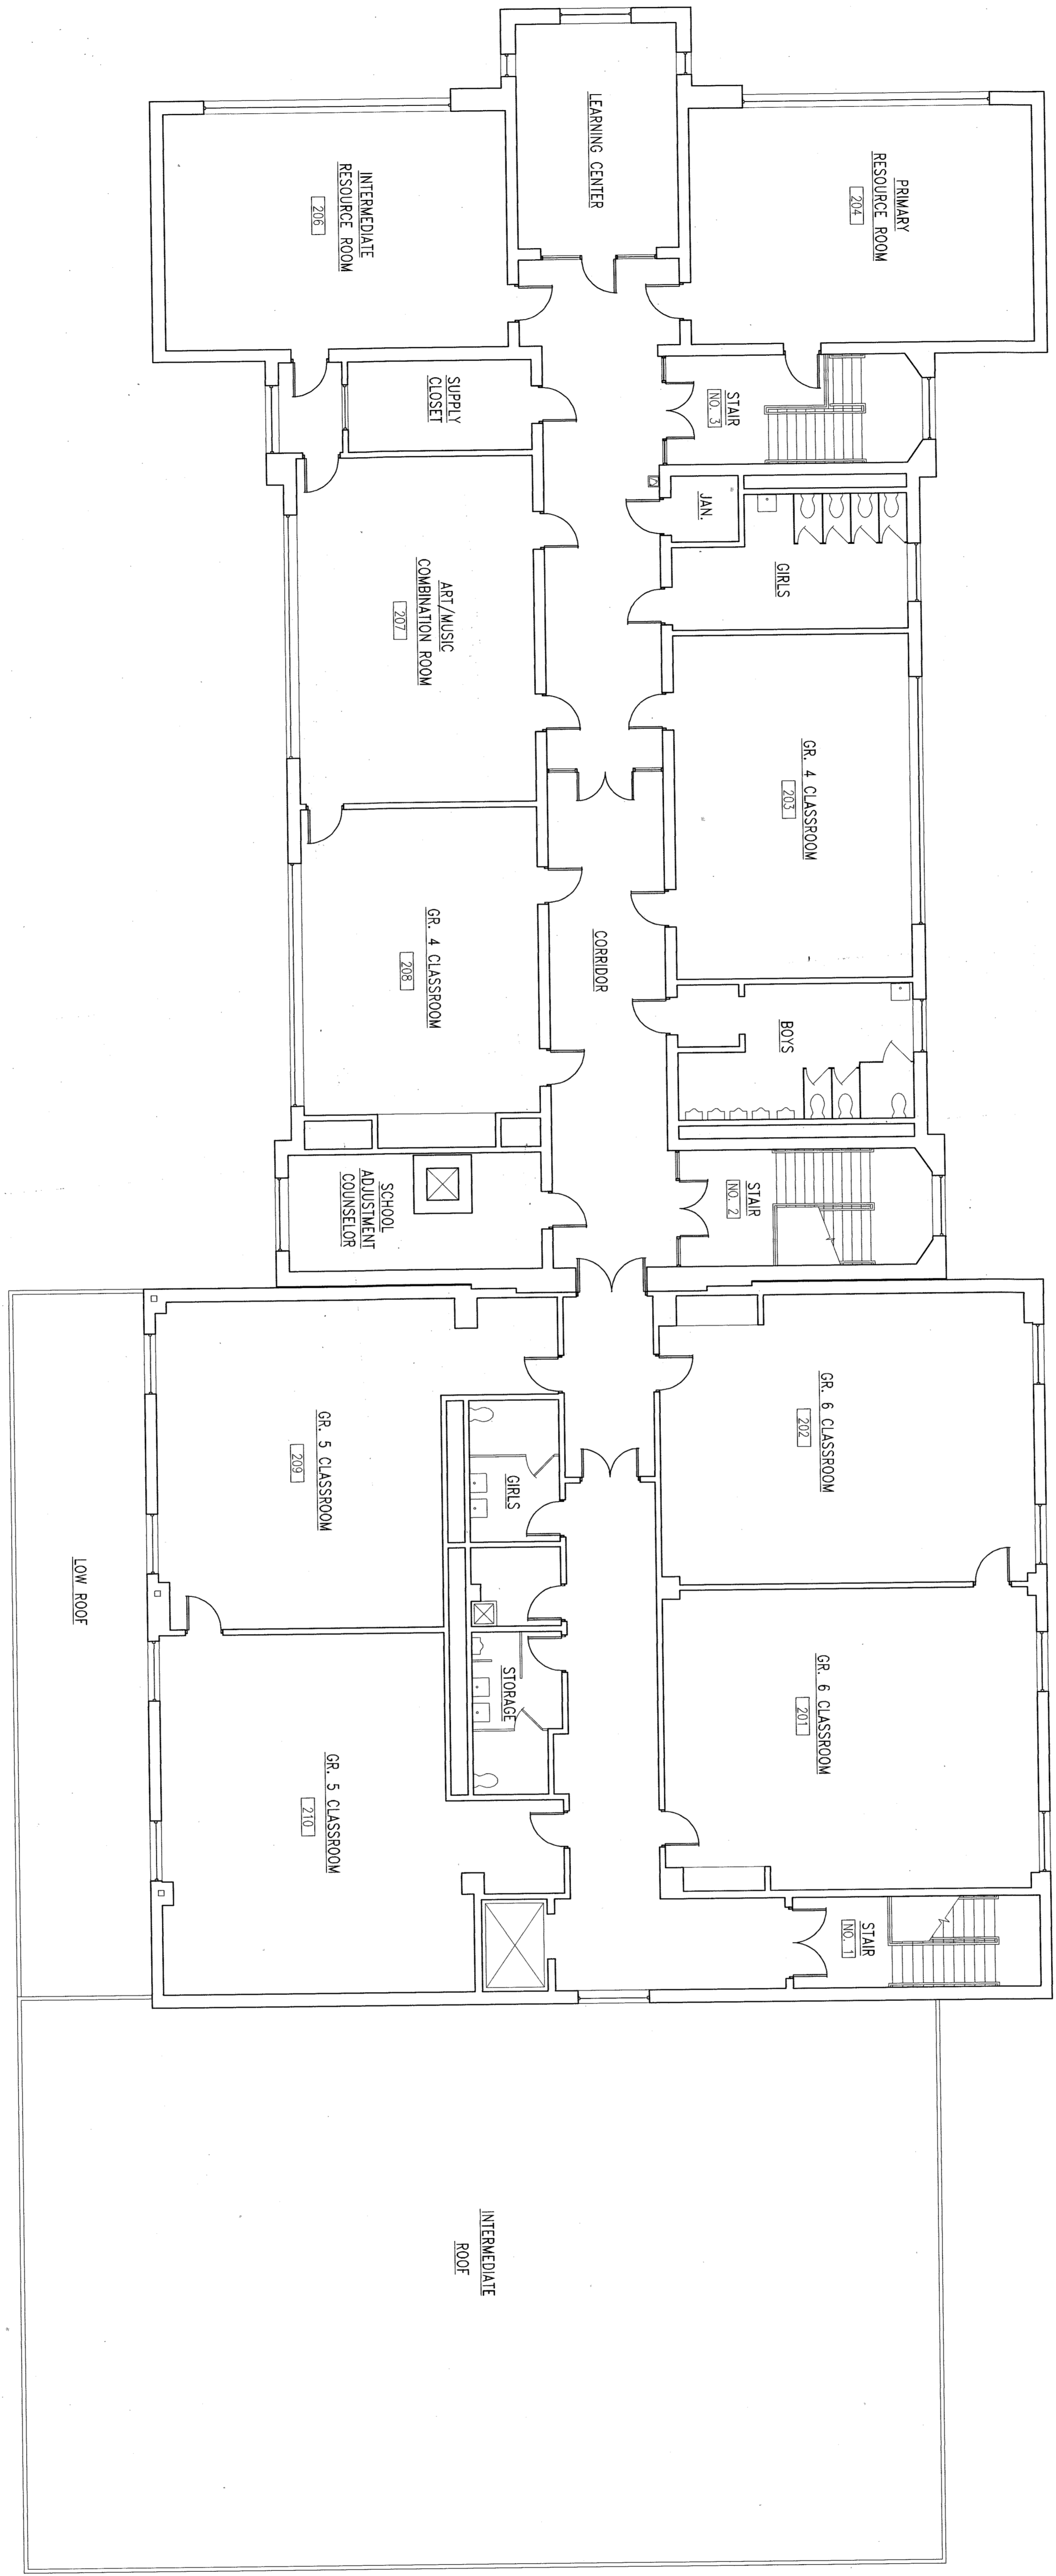 LEARNING CENTER
PRIMARY
RESOURCE ROOM
204
INTERMEDIATE
RESOURCE ROOM
206
SUPPLY
CLOSET
STAIR
NO. 3
JAN.
GIRLS
ART/MUSIC
COMBINATION ROOM
207
GR. 4 CLASSROOM
203
GR. 4 CLASSROOM
208
CORRIDOR
BOYS
SCHOOL
ADJUSTMENT
COUNSELOR
STAIR
NO. 2
GR. 6 CLASSROOM
202
GR. 5 CLASSROOM
209
GIRLS
LOW ROOF
STORAGE
GR. 6 CLASSROOM
201
GR. 5 CLASSROOM
210
STAIR
NO. 1
INTERMEDIATE
ROOF